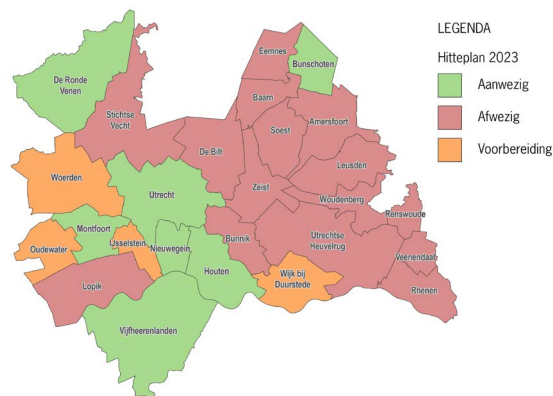 LEGENDA
Hitteplan 2023
Aanwezig
Afwezig
Voorbereiding
Eemnes
Bunschoten
De Ronde
Venen
Baarn
Stichtse
Vecht
Soest
Amersfoort
De Bilt
Leusden
Woerden
Zeist
Utrecht
Woudenberg
Renswoude
Montfoort
IJsselstein
Nieuwegein
Bunnik
Utrechtse
Heuvelrug
Oudewater
Veenendaal
Houten
Wijk bij
Duurstede
Lopik
Rhenen
Vijfheerenlanden